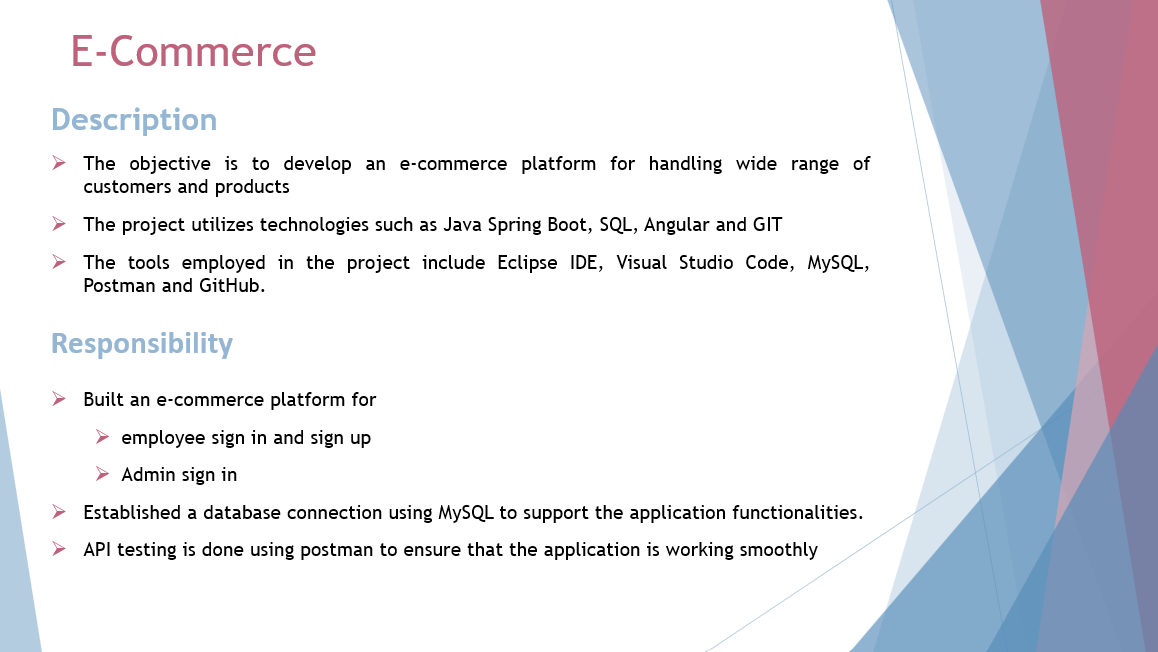 E-Commerce
Description
The objective is to develop an e-commerce platform for handling wide range of
customers and products
The project utilizes technologies such as Java Spring Boot, SQL, Angular and GIT
The tools employed in the project include Eclipse IDE, Visual Studio Code, MySQL,
Postman and GitHub.
Responsibility
Built an e-commerce platform for
employee sign in and sign up
Admin sign in
Established a database connection using MySQL to support the application functionalities.
API testing is done using postman to ensure that the application is working smoothly